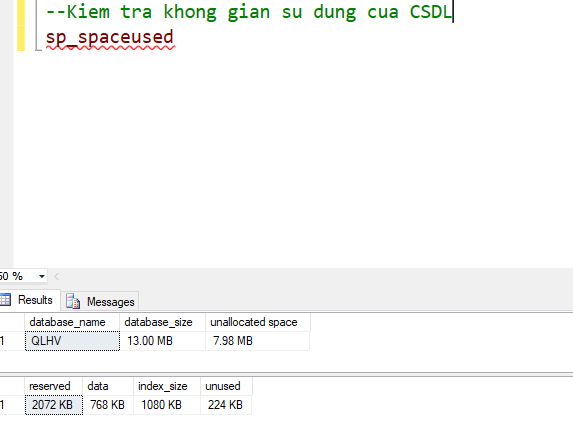 --Kiem tra khong gian su dung cua CSDL
sp_spaceused
50 %
Results Messages
database_name database_size unallocated space
1 QLHV 13.00 MB 7.98 MB
reserved data index_size unused
1 2072 KB 768 KB 1080 KB 224 KB